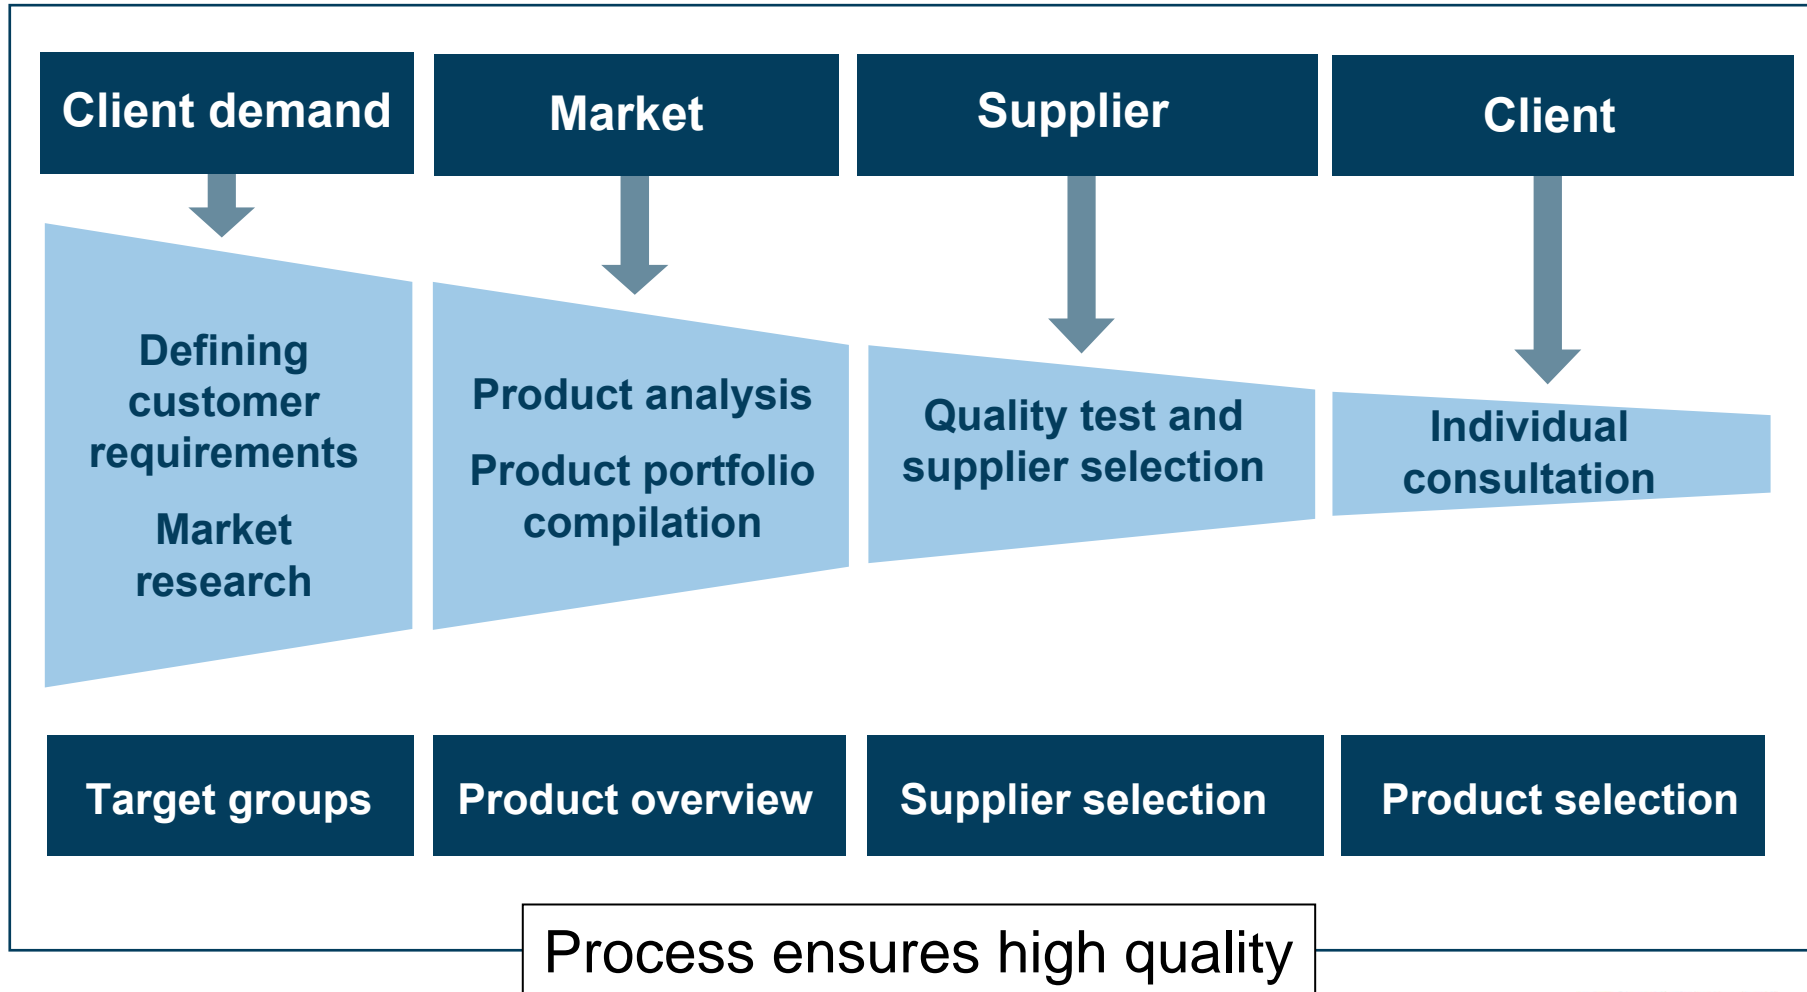 Client demand
Market
Supplier
Client
Defining
customer
requirements
Market
research
Product analysis
Product portfolio
compilation
Quality test and
supplier selection
Individual
consultation
Target groups
Product overview
Supplier selection
Product selection
Process ensures high quality